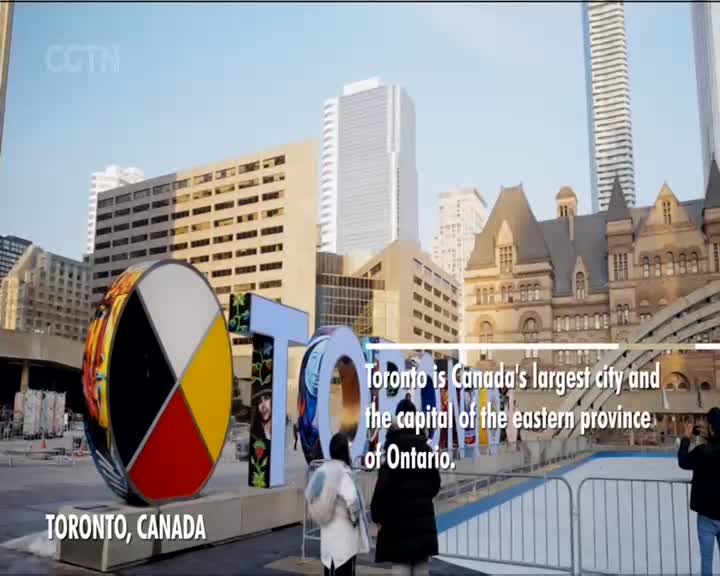 CGTN
TORONTO
Toronto is Canada's largest city and
the capital of the eastern province
of Ontario.
TORONTO, CANADA